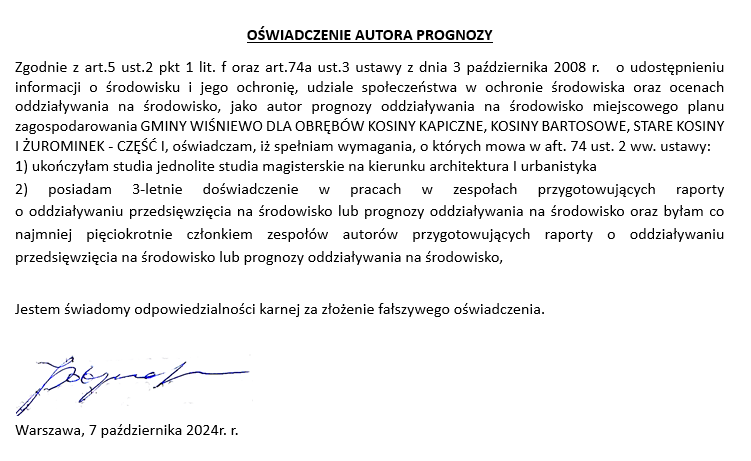 OŚWIADCZENIE AUTORA PROGNOZY
Zgodnie z art.5 ust.2 pkt 1 lit. f oraz art.74a ust.3 ustawy z dnia 3 października 2008 r. o udostępnieniu
informacji o środowisku i jego ochronę, udziale społeczeństwa w ochronie środowiska oraz ocenach
oddziaływania na środowisko, jako autor prognozy oddziaływania na środowisko miejscowego planu
zagospodarowania GMINY WIŚNIEWO DLA OBRĘBÓW KOSINY KAPICZNE, KOSINY BARTOSOWE, STARE KOSINY
I ŻUROMINEK - CZĘŚĆ I, oświadczam, iż spełniam wymagania, o których mowa w aft. 74 ust. 2 ww. ustawy:
1) ukończyłam studia jednolite studia magisterskie na kierunku architektura I urbanistyka
2) posiadam 3-letnie doświadczenie w pracach w zespołach przygotowujących raporty
o oddziaływaniu przedsięwzięcia na środowisko lub prognozy oddziaływania na środowisko oraz byłam co
najmniej pięciokrotnie członkiem zespołów autorów przygotowujących raporty o oddziaływaniu
przedsięwzięcia na środowisko lub prognozy oddziaływania na środowisko,
Jestem świadomy odpowiedzialności karnej za złożenie fałszywego oświadczenia.
Warszawa, 7 października 2024r. r.